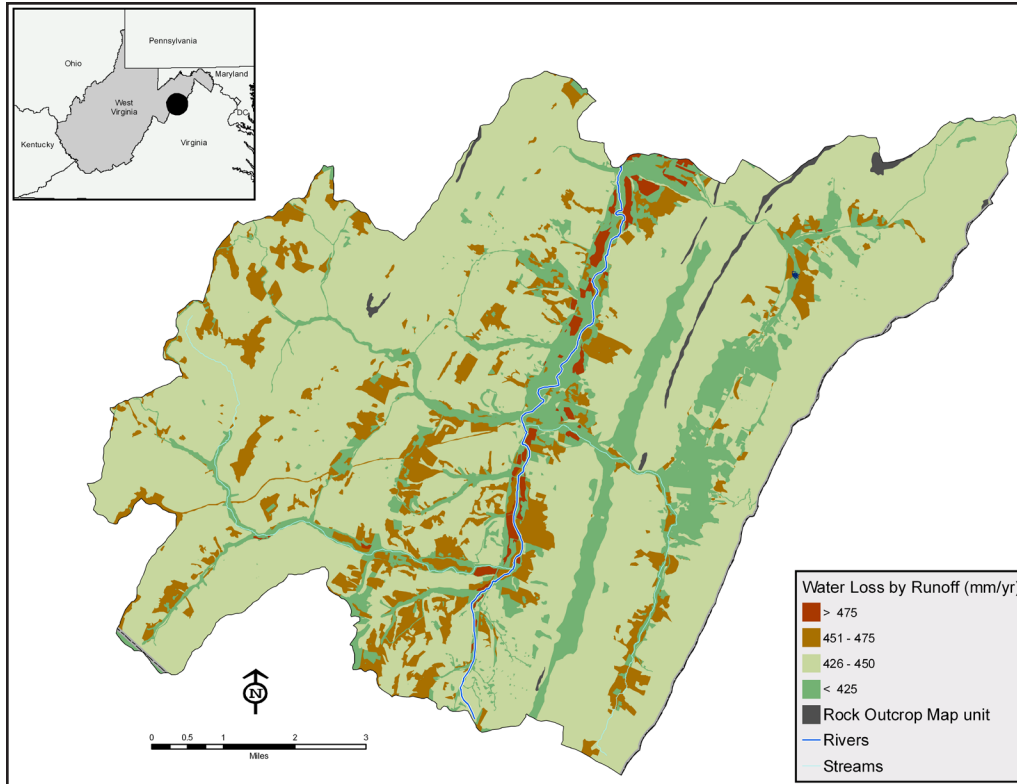 Pennsylvania
Ohio
Maryland
West
Virginia
DC
Kentucky
Virginia
N
0 0.5 1 2 3
Miles
Water Loss by Runoff (mm/yr)
> 475
451 - 475
426 - 450
< 425
Rock Outcrop Map unit
Rivers
Streams